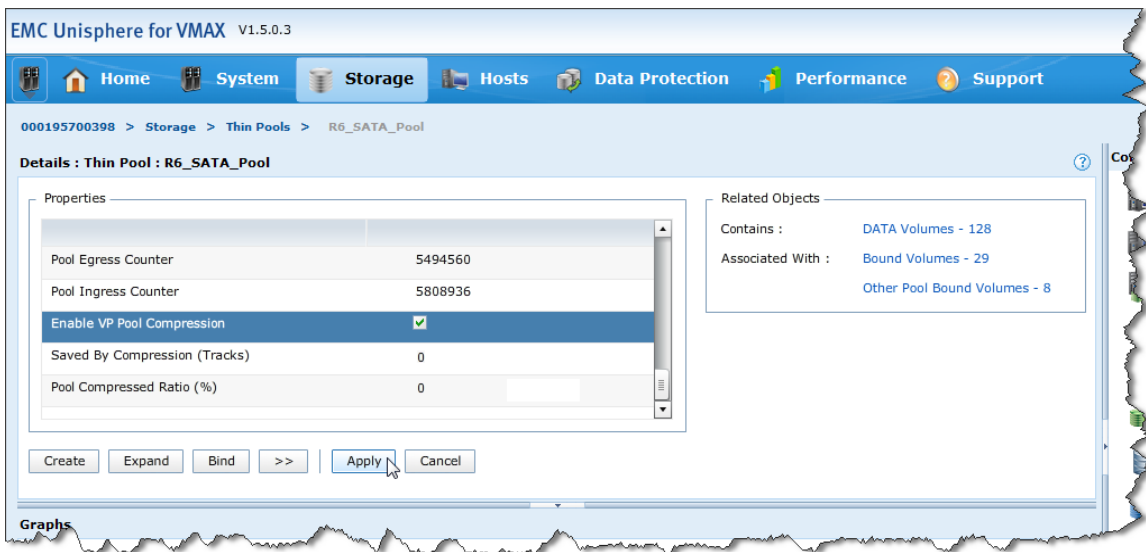 EMC Unisphere for VMAX V1.5.0.3
Home System Storage Hosts Data Protection Performance Support
000195700398 > Storage > Thin Pools > R6_SATA_Pool
Details : Thin Pool : R6_SATA_Pool
Properties
Pool Egress Counter 5494560
Pool Ingress Counter 5808936
Enable VP Pool Compression
Saved By Compression (Tracks) 0
Pool Compressed Ratio (%) 0
Related Objects
Contains : DATA Volumes - 128
Associated With : Bound Volumes - 29
Other Pool Bound Volumes - 8
Create Expand Bind >> Apply Cancel
Graphs